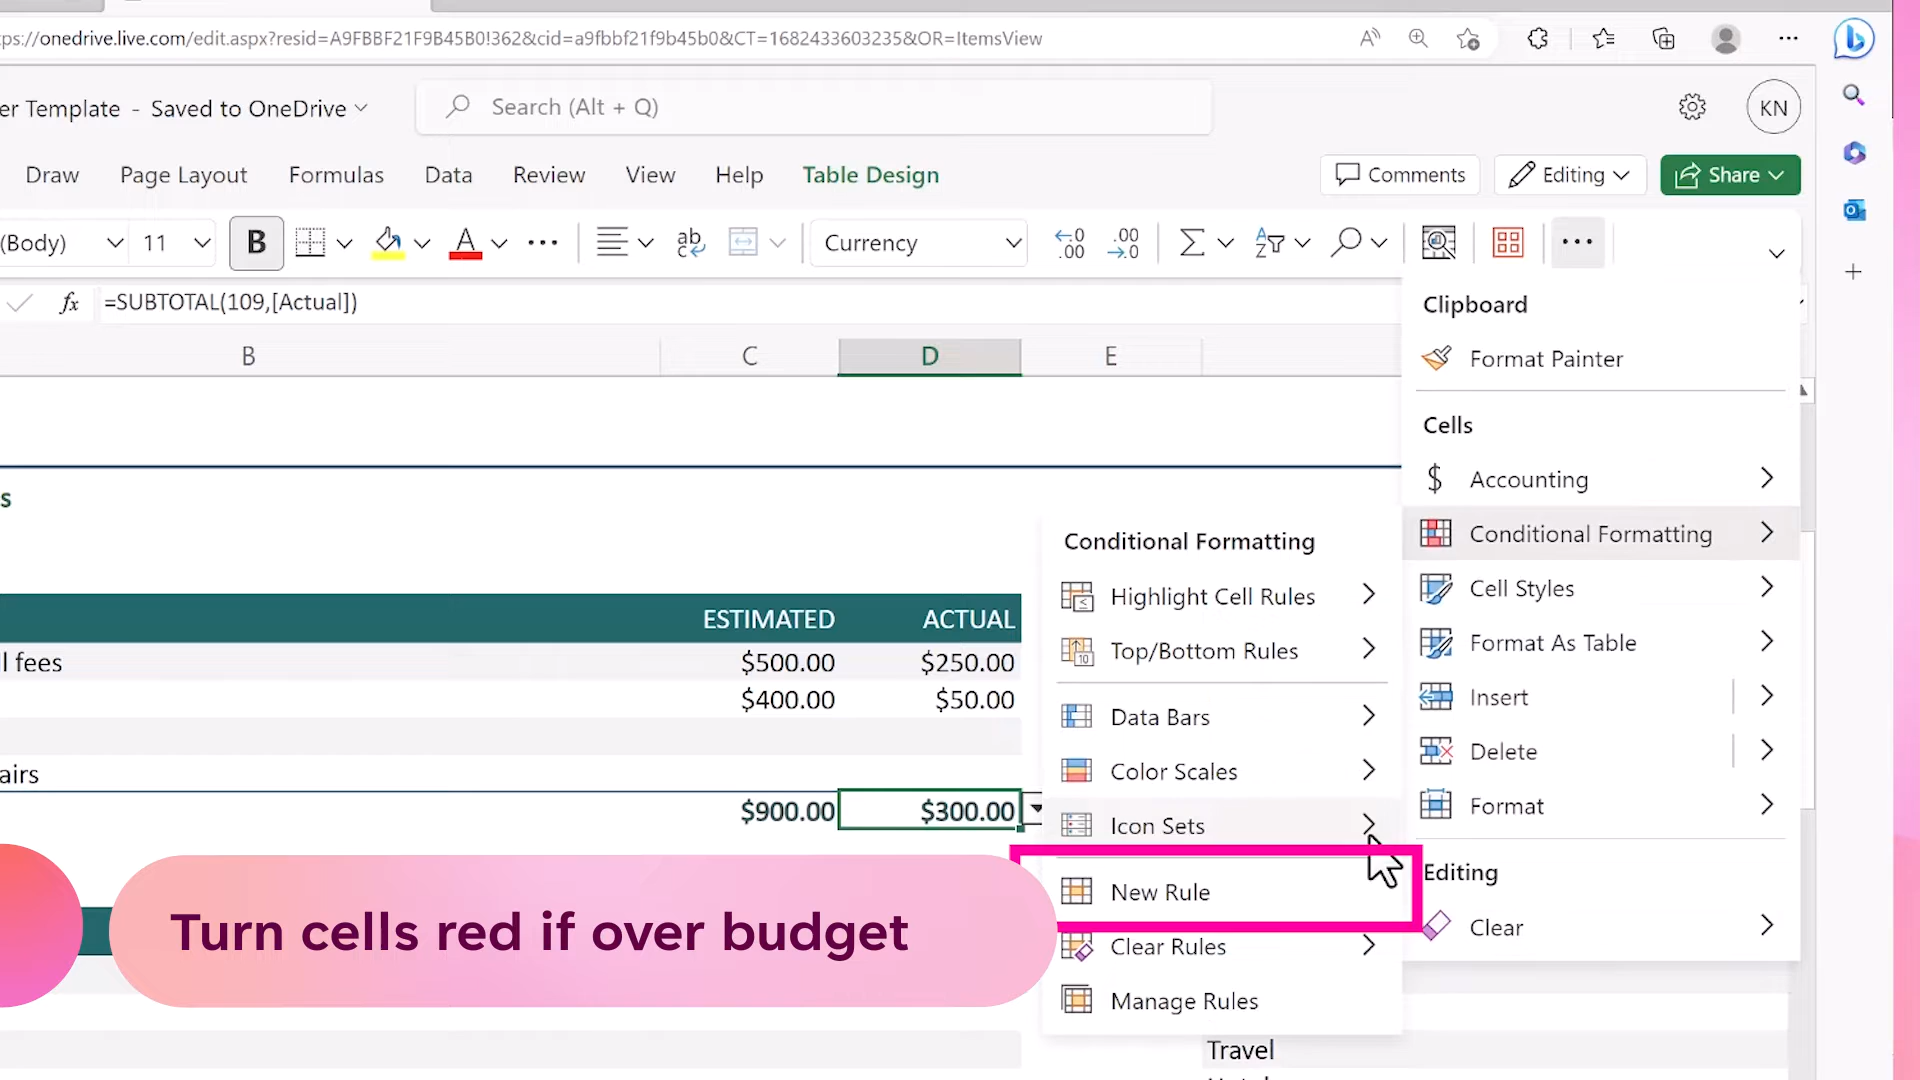 ps://onedrive.live.com/edit.aspx?resid=A9FBBF21F9B45B0!362&cid=a9fbbf21f9b45b0&CT=1682433603235&OR=ItemsView
er Template - Saved to OneDrive
Search (Alt + Q)
KN
Draw Page Layout Formulas Data Review View Help Table Design
Comments Editing Share
(Body) 11 B A ab Currency .00 .00
fx =SUBTOTAL(109,[Actual])
B C D E
s
ESTIMATED ACTUAL
ll fees $500.00 $250.00
$400.00 $50.00
airs
$900.00 $300.00
Turn cells red if over budget
Conditional Formatting
Highlight Cell Rules
Top/Bottom Rules
Data Bars
Color Scales
Icon Sets
New Rule
Clear Rules
Manage Rules
Clipboard
Format Painter
Cells
$ Accounting
Conditional Formatting
Cell Styles
Format As Table
Insert
Delete
Format
Editing
Clear
Travel